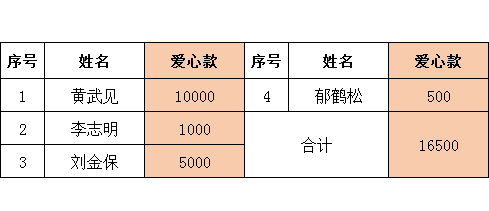 序号 姓名 爱心款 序号 姓名 爱心款
1 黄武见 10000 4 郁鹤松 500
2 李志明 1000
合计 16500
3 刘金保 5000